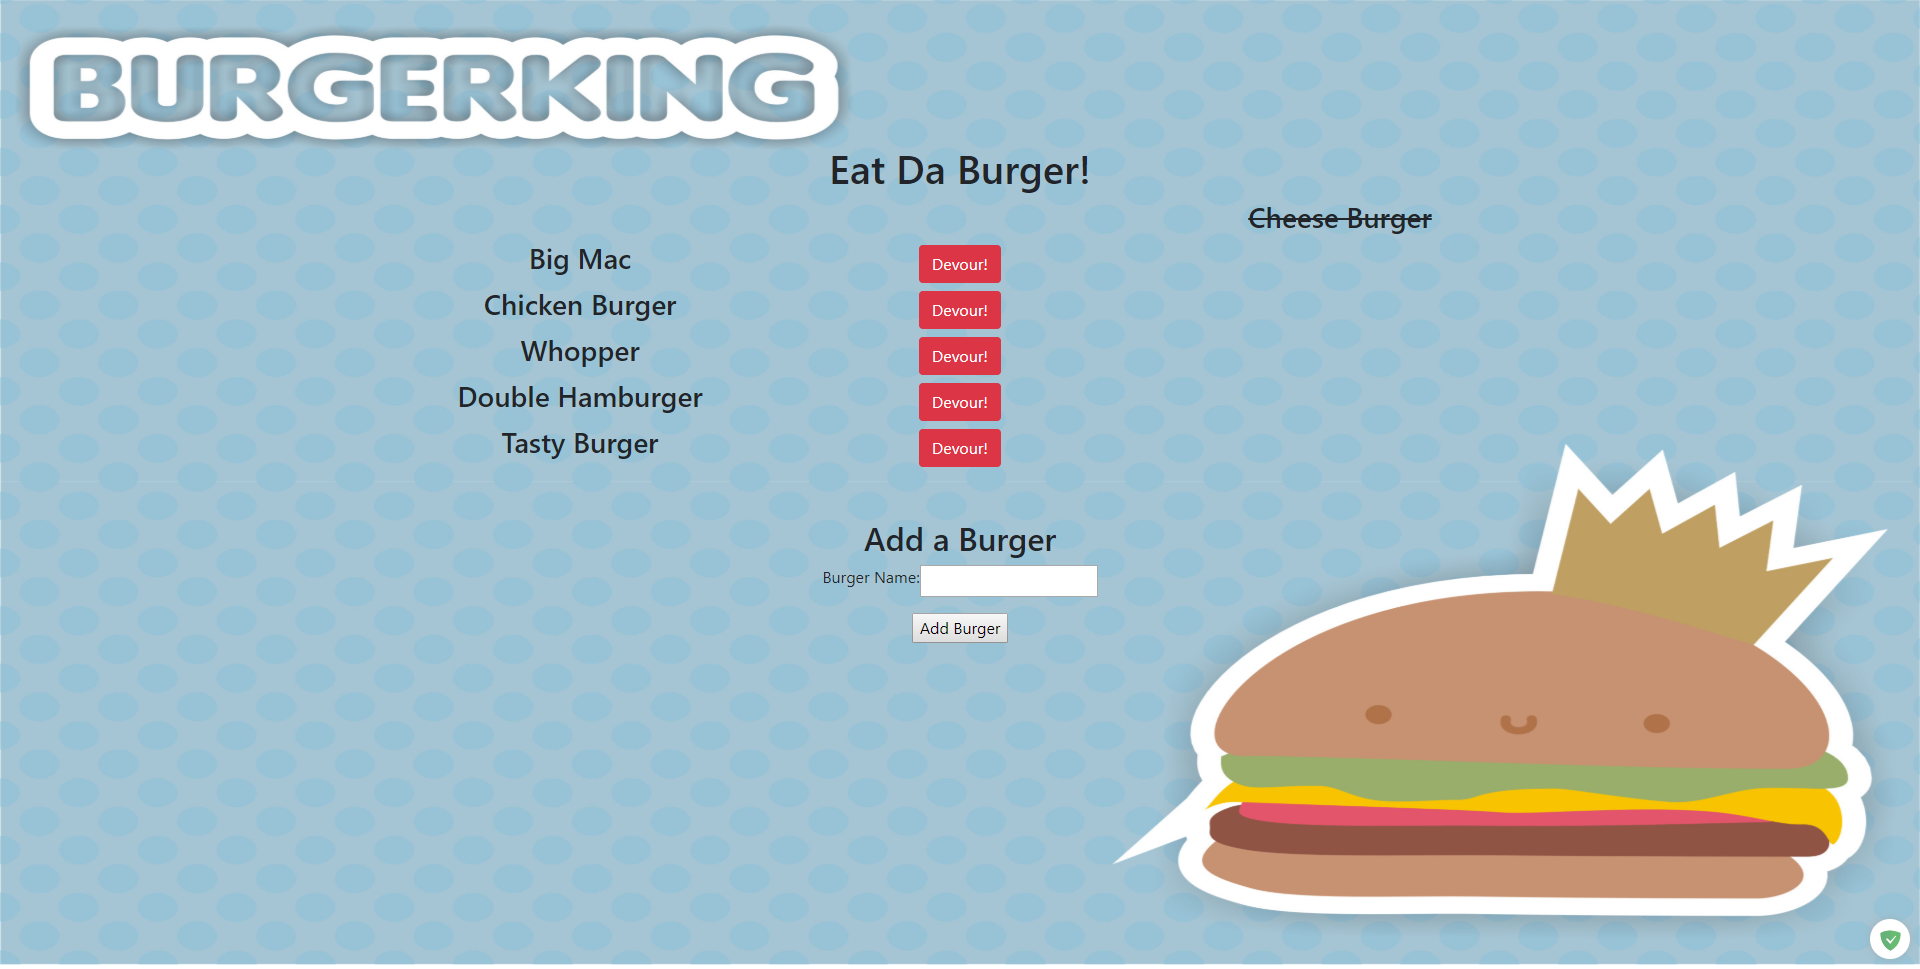 BURGERKING
Eat Da Burger!
Cheese Burger
Big Mac Devour!
Chicken Burger Devour!
Whopper Devour!
Double Hamburger Devour!
Tasty Burger Devour!
Add a Burger
Burger Name:
Add Burger